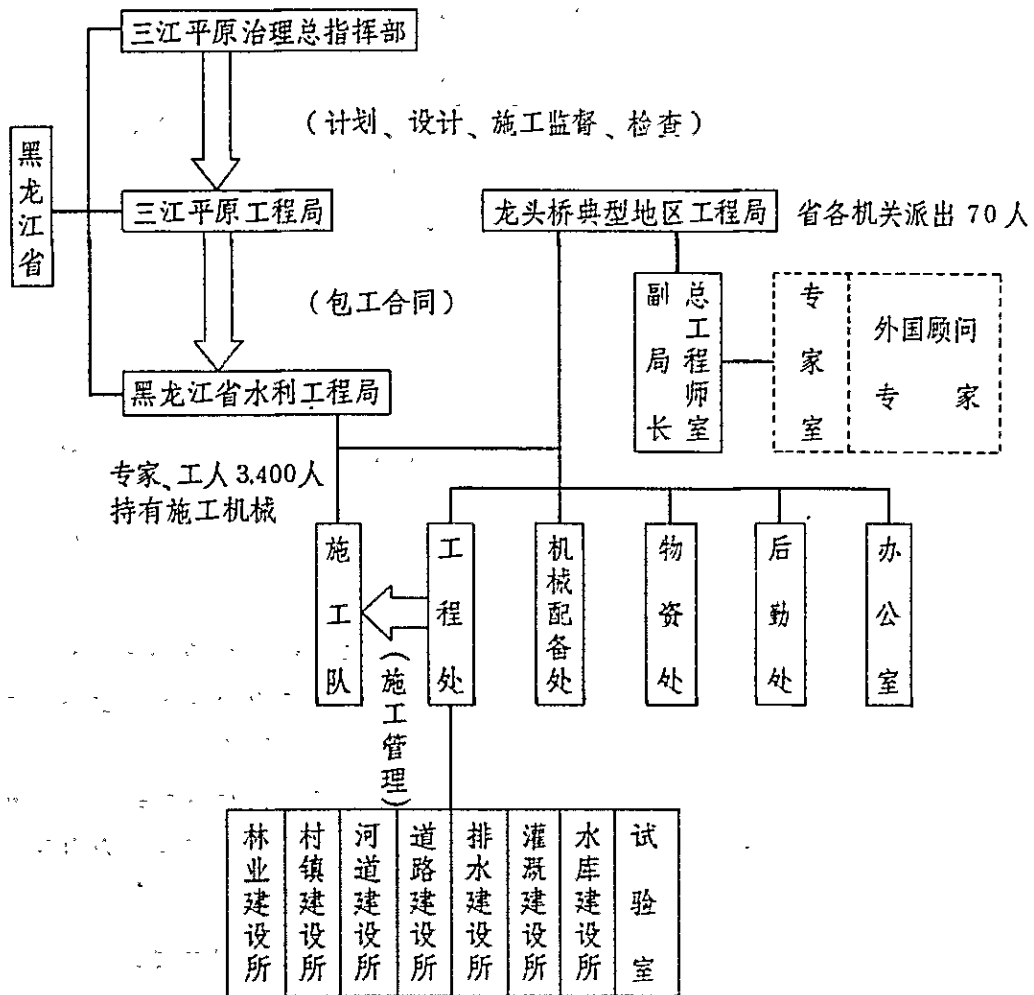 三江平原治理总指挥部
(计划、设计、施工监督、检查)
黑龙江省
三江平原工程局
龙头桥典型地区工程局
省各机关派出 70 人
(包工合同)
副局长
总工程师室
专家室
外国顾问
专家
黑龙江省水利工程局
专家、工人 3,400人
持有施工机械
施工队
工程处
机械配备处
物资处
后勤处
办公室
(施工管理)
林业建设所
村镇建设所
河道建设所
道路建设所
排水建设所
灌溉建设所
水库建设所
试验室